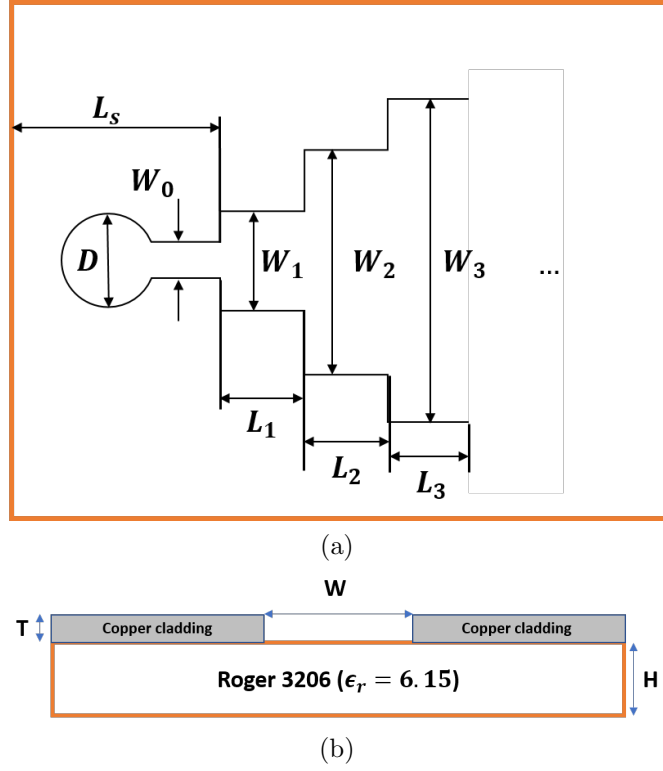 L_s
W_0
D
W_1
W_2
W_3
...
L_1
L_2
L_3
(a)
W
T
Copper cladding
Copper cladding
Roger 3206 (ϵ_r = 6.15)
H
(b)